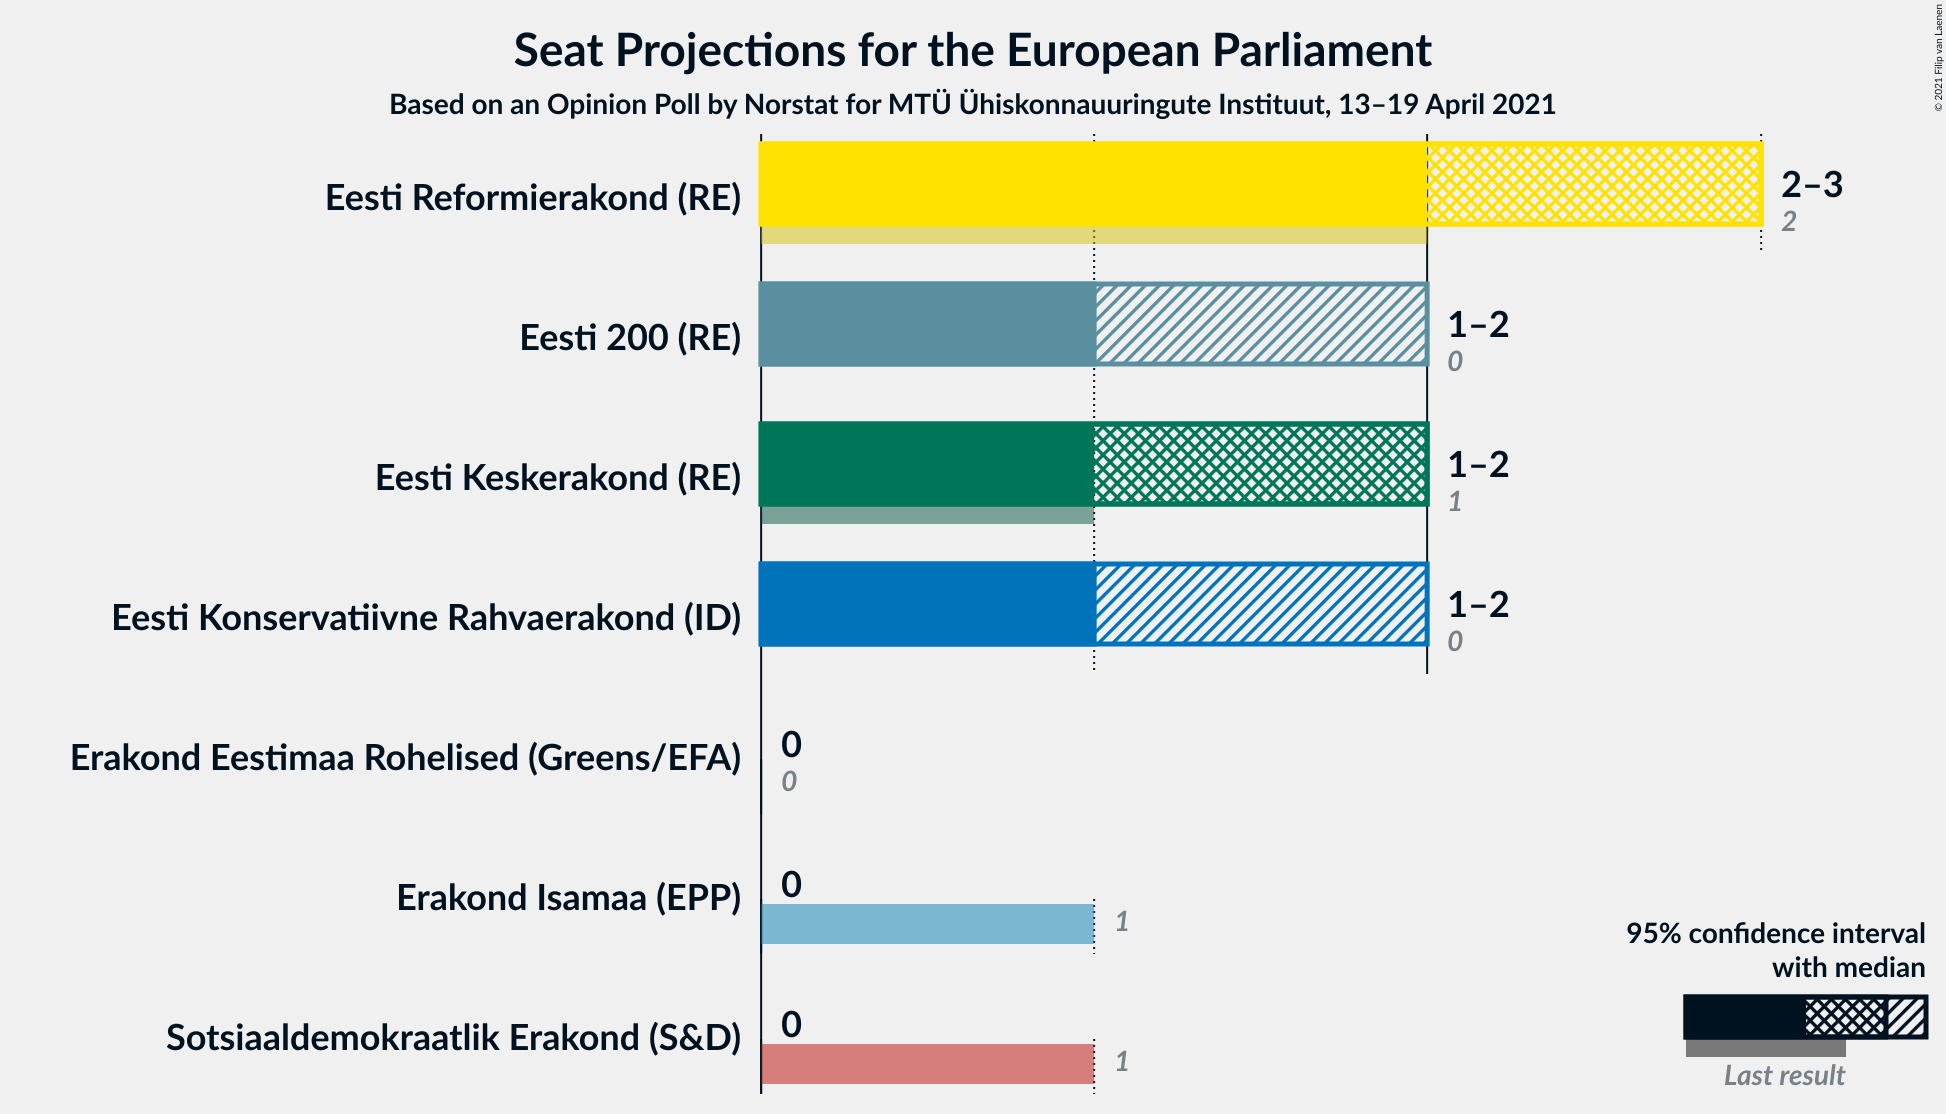 Seat Projections for the European Parliament
Based on an Opinion Poll by Norstat for MTÜ Ühiskonnauuringute Instituut, 13–19 April 2021
© 2021 Filip van Laenen
Eesti Reformierakond (RE)
2–3
2
Eesti 200 (RE)
1–2
0
Eesti Keskerakond (RE)
1–2
1
Eesti Konservatiivne Rahvaerakond (ID)
1–2
0
Erakond Eestimaa Rohelised (Greens/EFA)
0
0
Erakond Isamaa (EPP)
0
1
Sotsiaaldemokraatlik Erakond (S&D)
0
1
95% confidence interval
with median
Last result